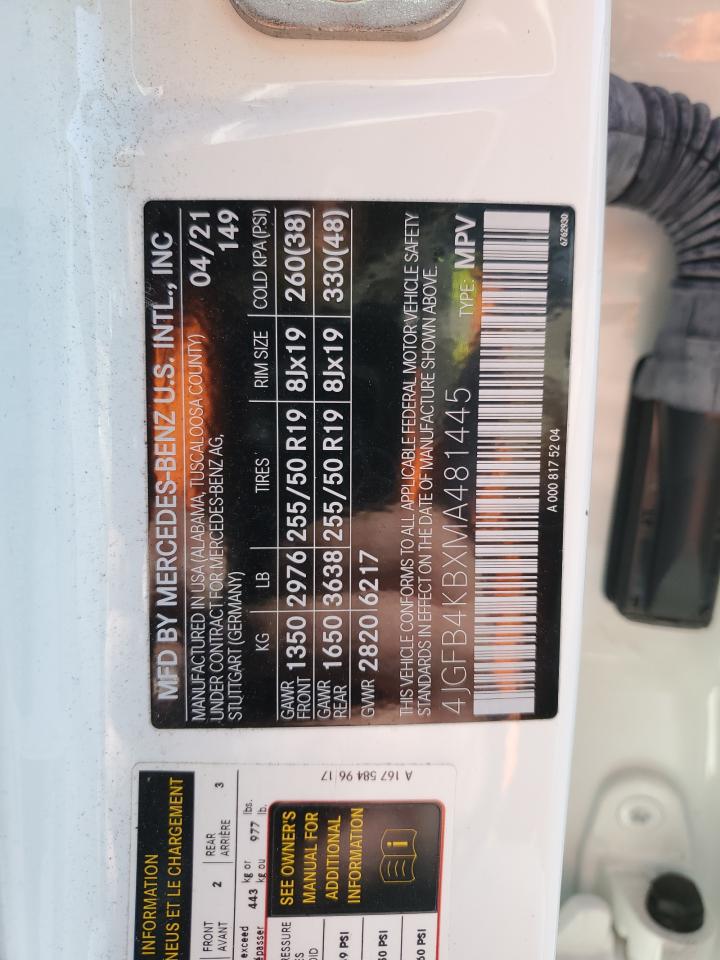 MFD BY MERCEDES-BENZ U.S. INTL., INC
MANUFACTURED IN USA (ALABAMA, TUSCALOOSA COUNTY) 04/21
UNDER CONTRACT FOR MERCEDES-BENZ AG,
STUTTGART (GERMANY) 149
KG LB TIRES RIM SIZE COLD KPA(PSI)
GAWR FRONT 1350 2976 255/50 R19 8Jx19 260(38)
GAWR REAR 1650 3638 255/50 R19 8Jx19 330(48)
GVWR 2820 6217
THIS VEHICLE CONFORMS TO ALL APPLICABLE FEDERAL MOTOR VEHICLE SAFETY
STANDARDS IN EFFECT ON THE DATE OF MANUFACTURE SHOWN ABOVE.
4JGFB4KBXMA481445 TYPE: MPV
A 000 817 52 04
6762930
INFORMATION
NEUS ET LE CHARGEMENT
FRONT
AVANT 2
REAR
ARRIÈRE 3
exceed 443 kg or 977 lbs.
kg ou lb.
A 167 584 96 17
SEE OWNER'S
MANUAL FOR
ADDITIONAL
INFORMATION